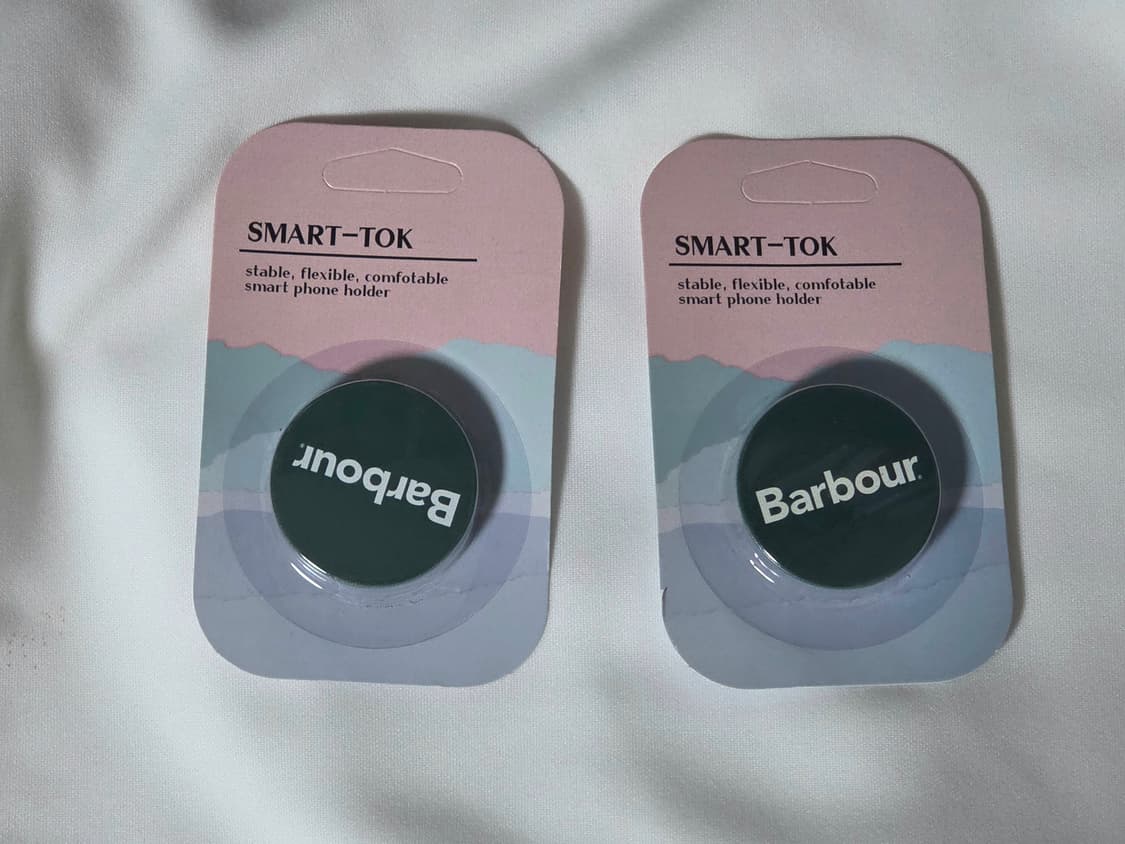 SMART-TOK
stable, flexible, comfotable
smart phone holder
Barbour
SMART-TOK
stable, flexible, comfotable
smart phone holder
Barbour